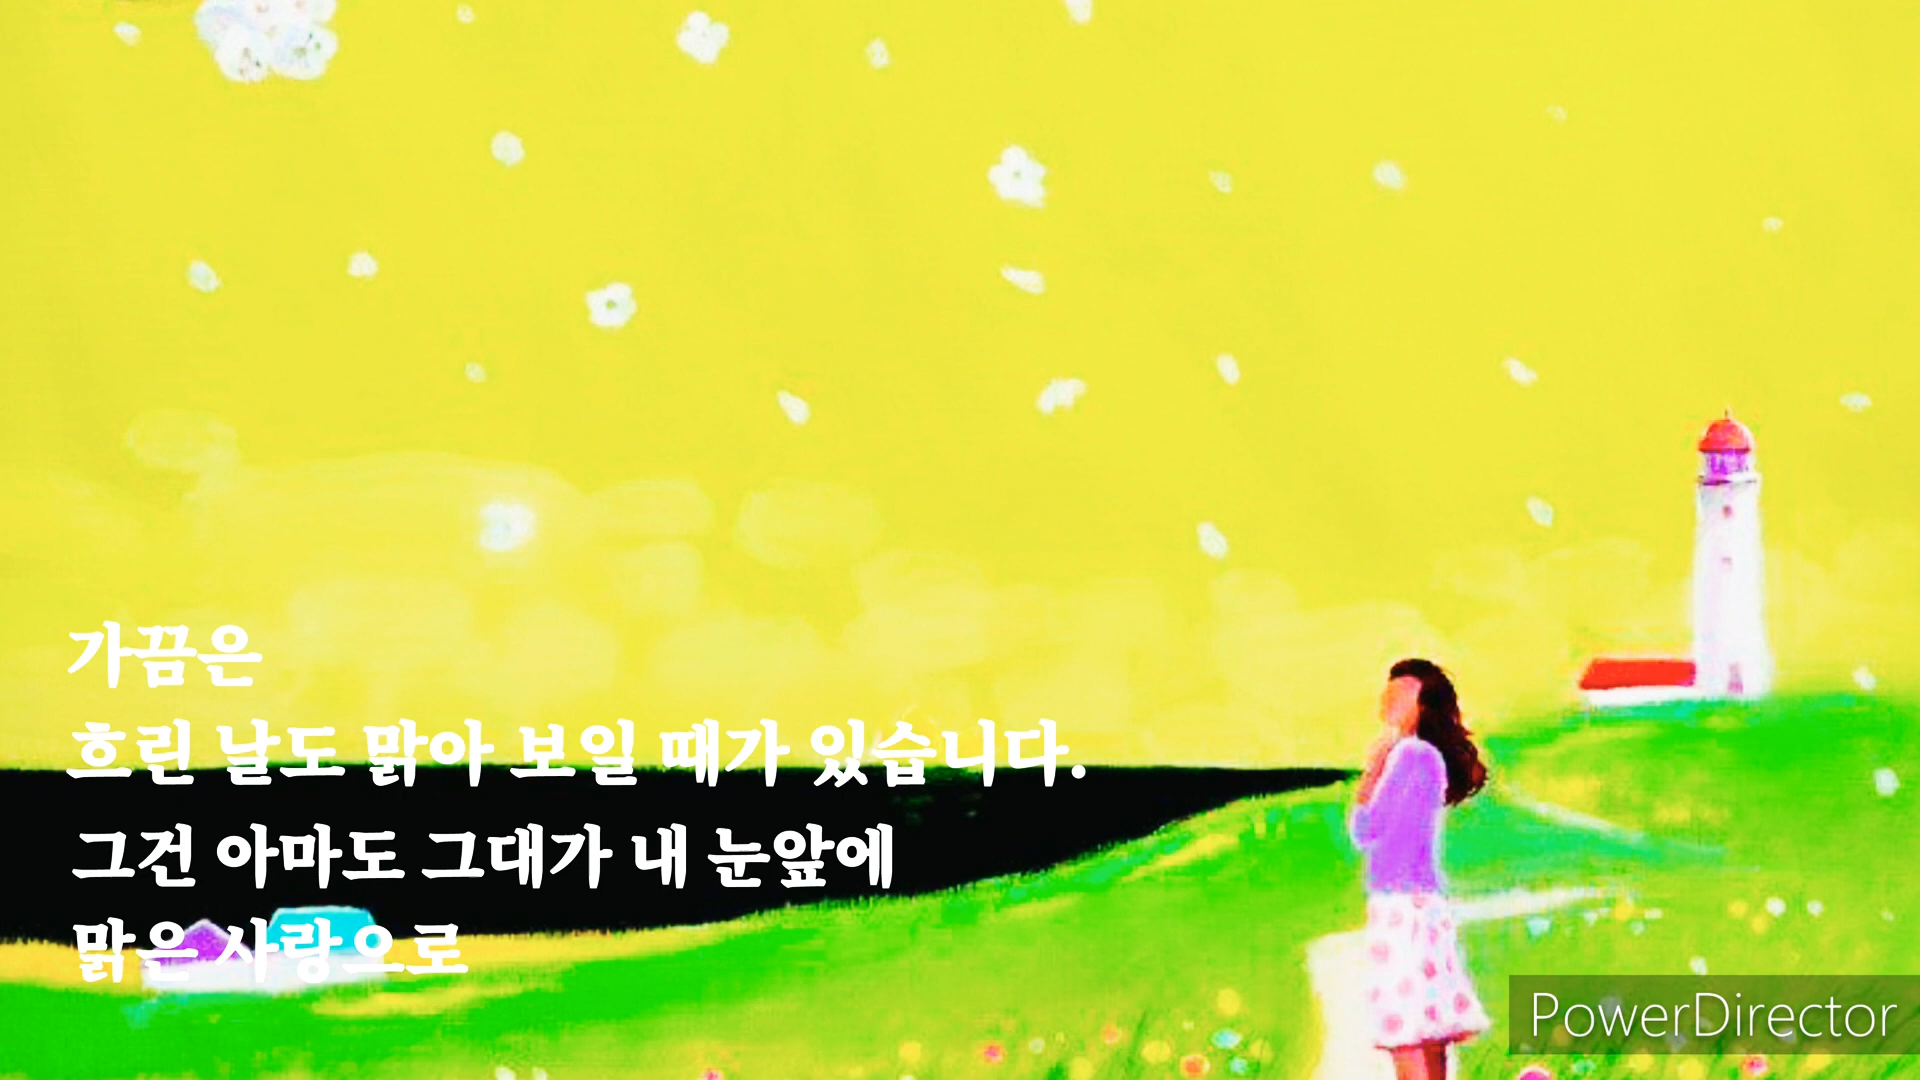 가끔은
흐린 날도 맑아 보일 때가 있습니다.
그건 아마도 그대가 내 눈앞에
맑은 사랑으로
PowerDirector